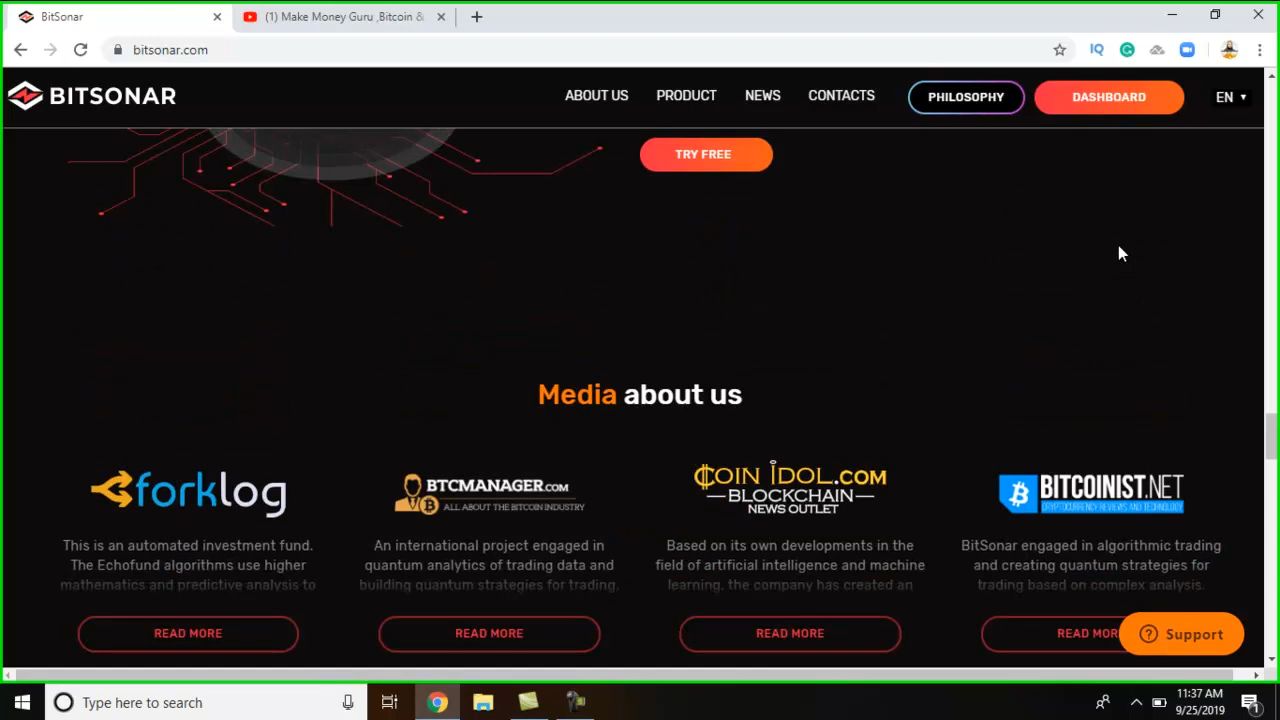 BitSonar
(1) Make Money Guru ,Bitcoin &
bitsonar.com
IQ
BITSONAR
ABOUT US
PRODUCT
NEWS
CONTACTS
PHILOSOPHY
DASHBOARD
EN
TRY FREE
Media about us
forklog
BTCMANAGER.COM
ALL ABOUT THE BITCOIN INDUSTRY
COIN IDOL.COM
BLOCKCHAIN
NEWS OUTLET
BITCOINIST.NET
CRYPTOCURRENCY REVIEWS AND TECHNOLOGY
This is an automated investment fund.
The Echofund algorithms use higher
mathematics and predictive analysis to
An international project engaged in
quantum analytics of trading data and
building quantum strategies for trading,
Based on its own developments in the
field of artificial intelligence and machine
learning, the company has created an
BitSonar engaged in algorithmic trading
and creating quantum strategies for
trading based on complex analysis.
READ MORE
READ MORE
READ MORE
READ MOR
Support
Type here to search
11:37 AM
9/25/2019
1